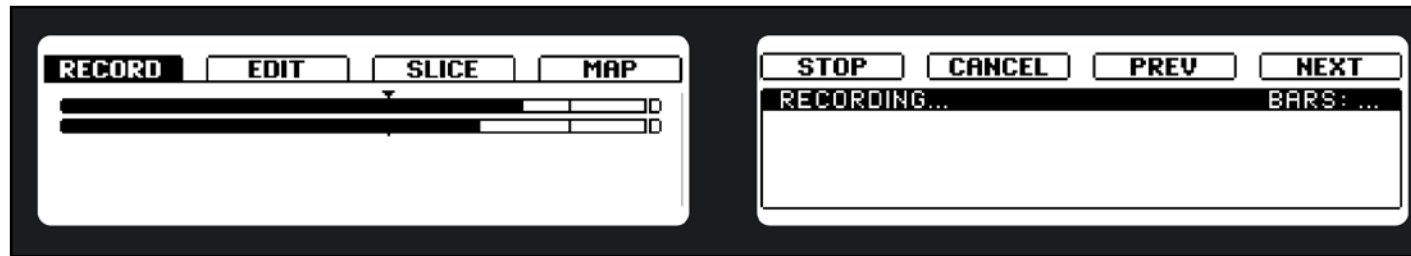 RECORD EDIT SLICE MAP
STOP CANCEL PREV NEXT
RECORDING... BARS: ...